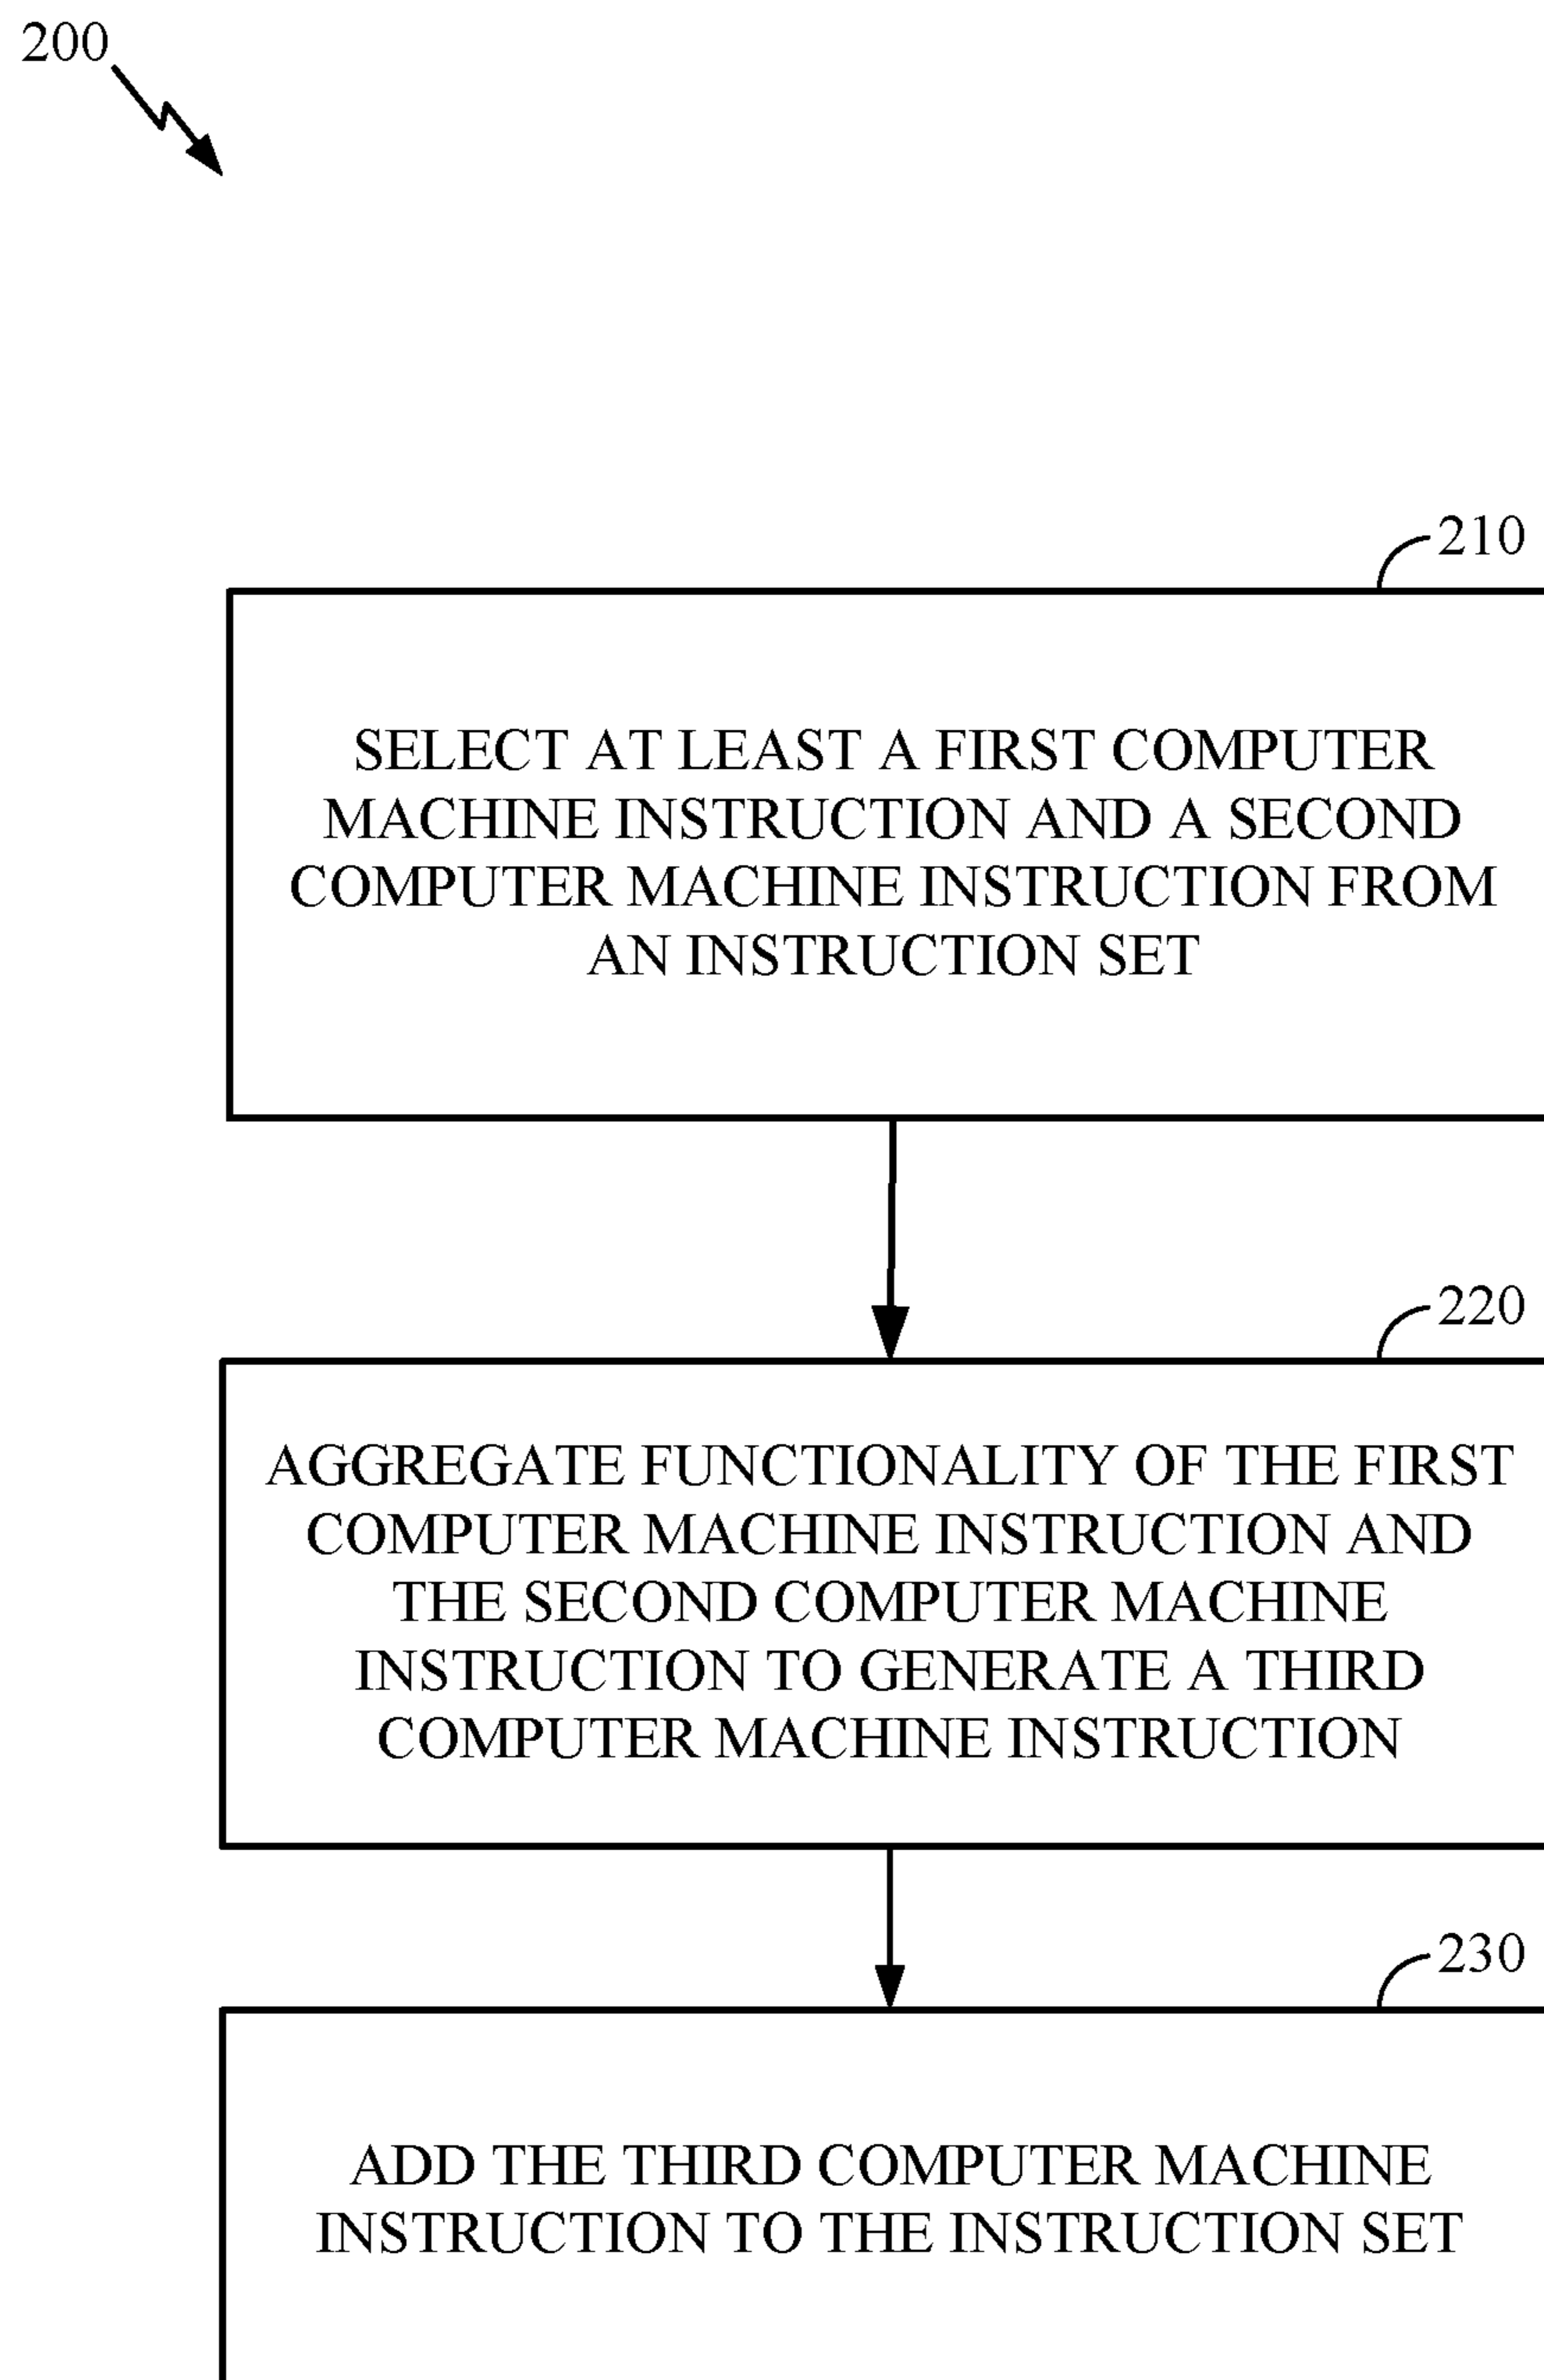 200
210
SELECT AT LEAST A FIRST COMPUTER
MACHINE INSTRUCTION AND A SECOND
COMPUTER MACHINE INSTRUCTION FROM
AN INSTRUCTION SET
220
AGGREGATE FUNCTIONALITY OF THE FIRST
COMPUTER MACHINE INSTRUCTION AND
THE SECOND COMPUTER MACHINE
INSTRUCTION TO GENERATE A THIRD
COMPUTER MACHINE INSTRUCTION
230
ADD THE THIRD COMPUTER MACHINE
INSTRUCTION TO THE INSTRUCTION SET